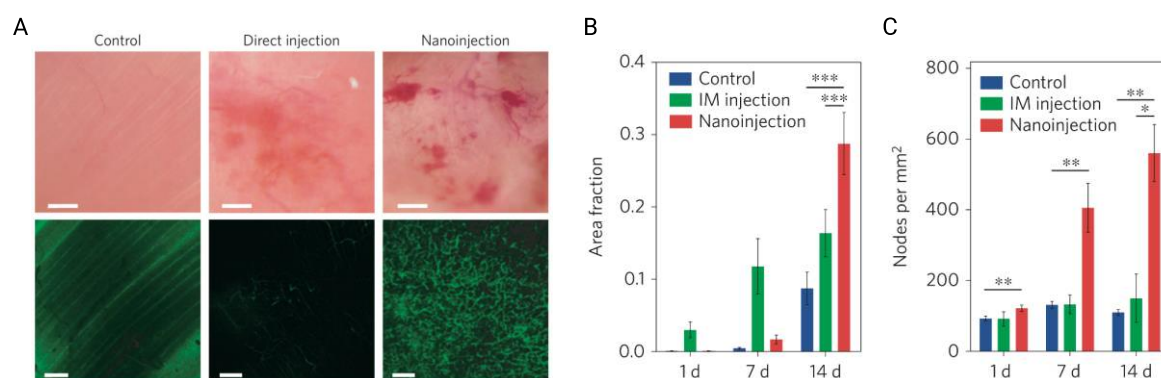 A
Control
Direct injection
Nanoinjection
B
Area fraction
0.4
0.3
0.2
0.1
0.0
Control
IM injection
Nanoinjection
***
***
1 d
7 d
14 d
C
Nodes per mm²
800
600
400
200
0
Control
IM injection
Nanoinjection
**
**
**
*
1 d
7 d
14 d